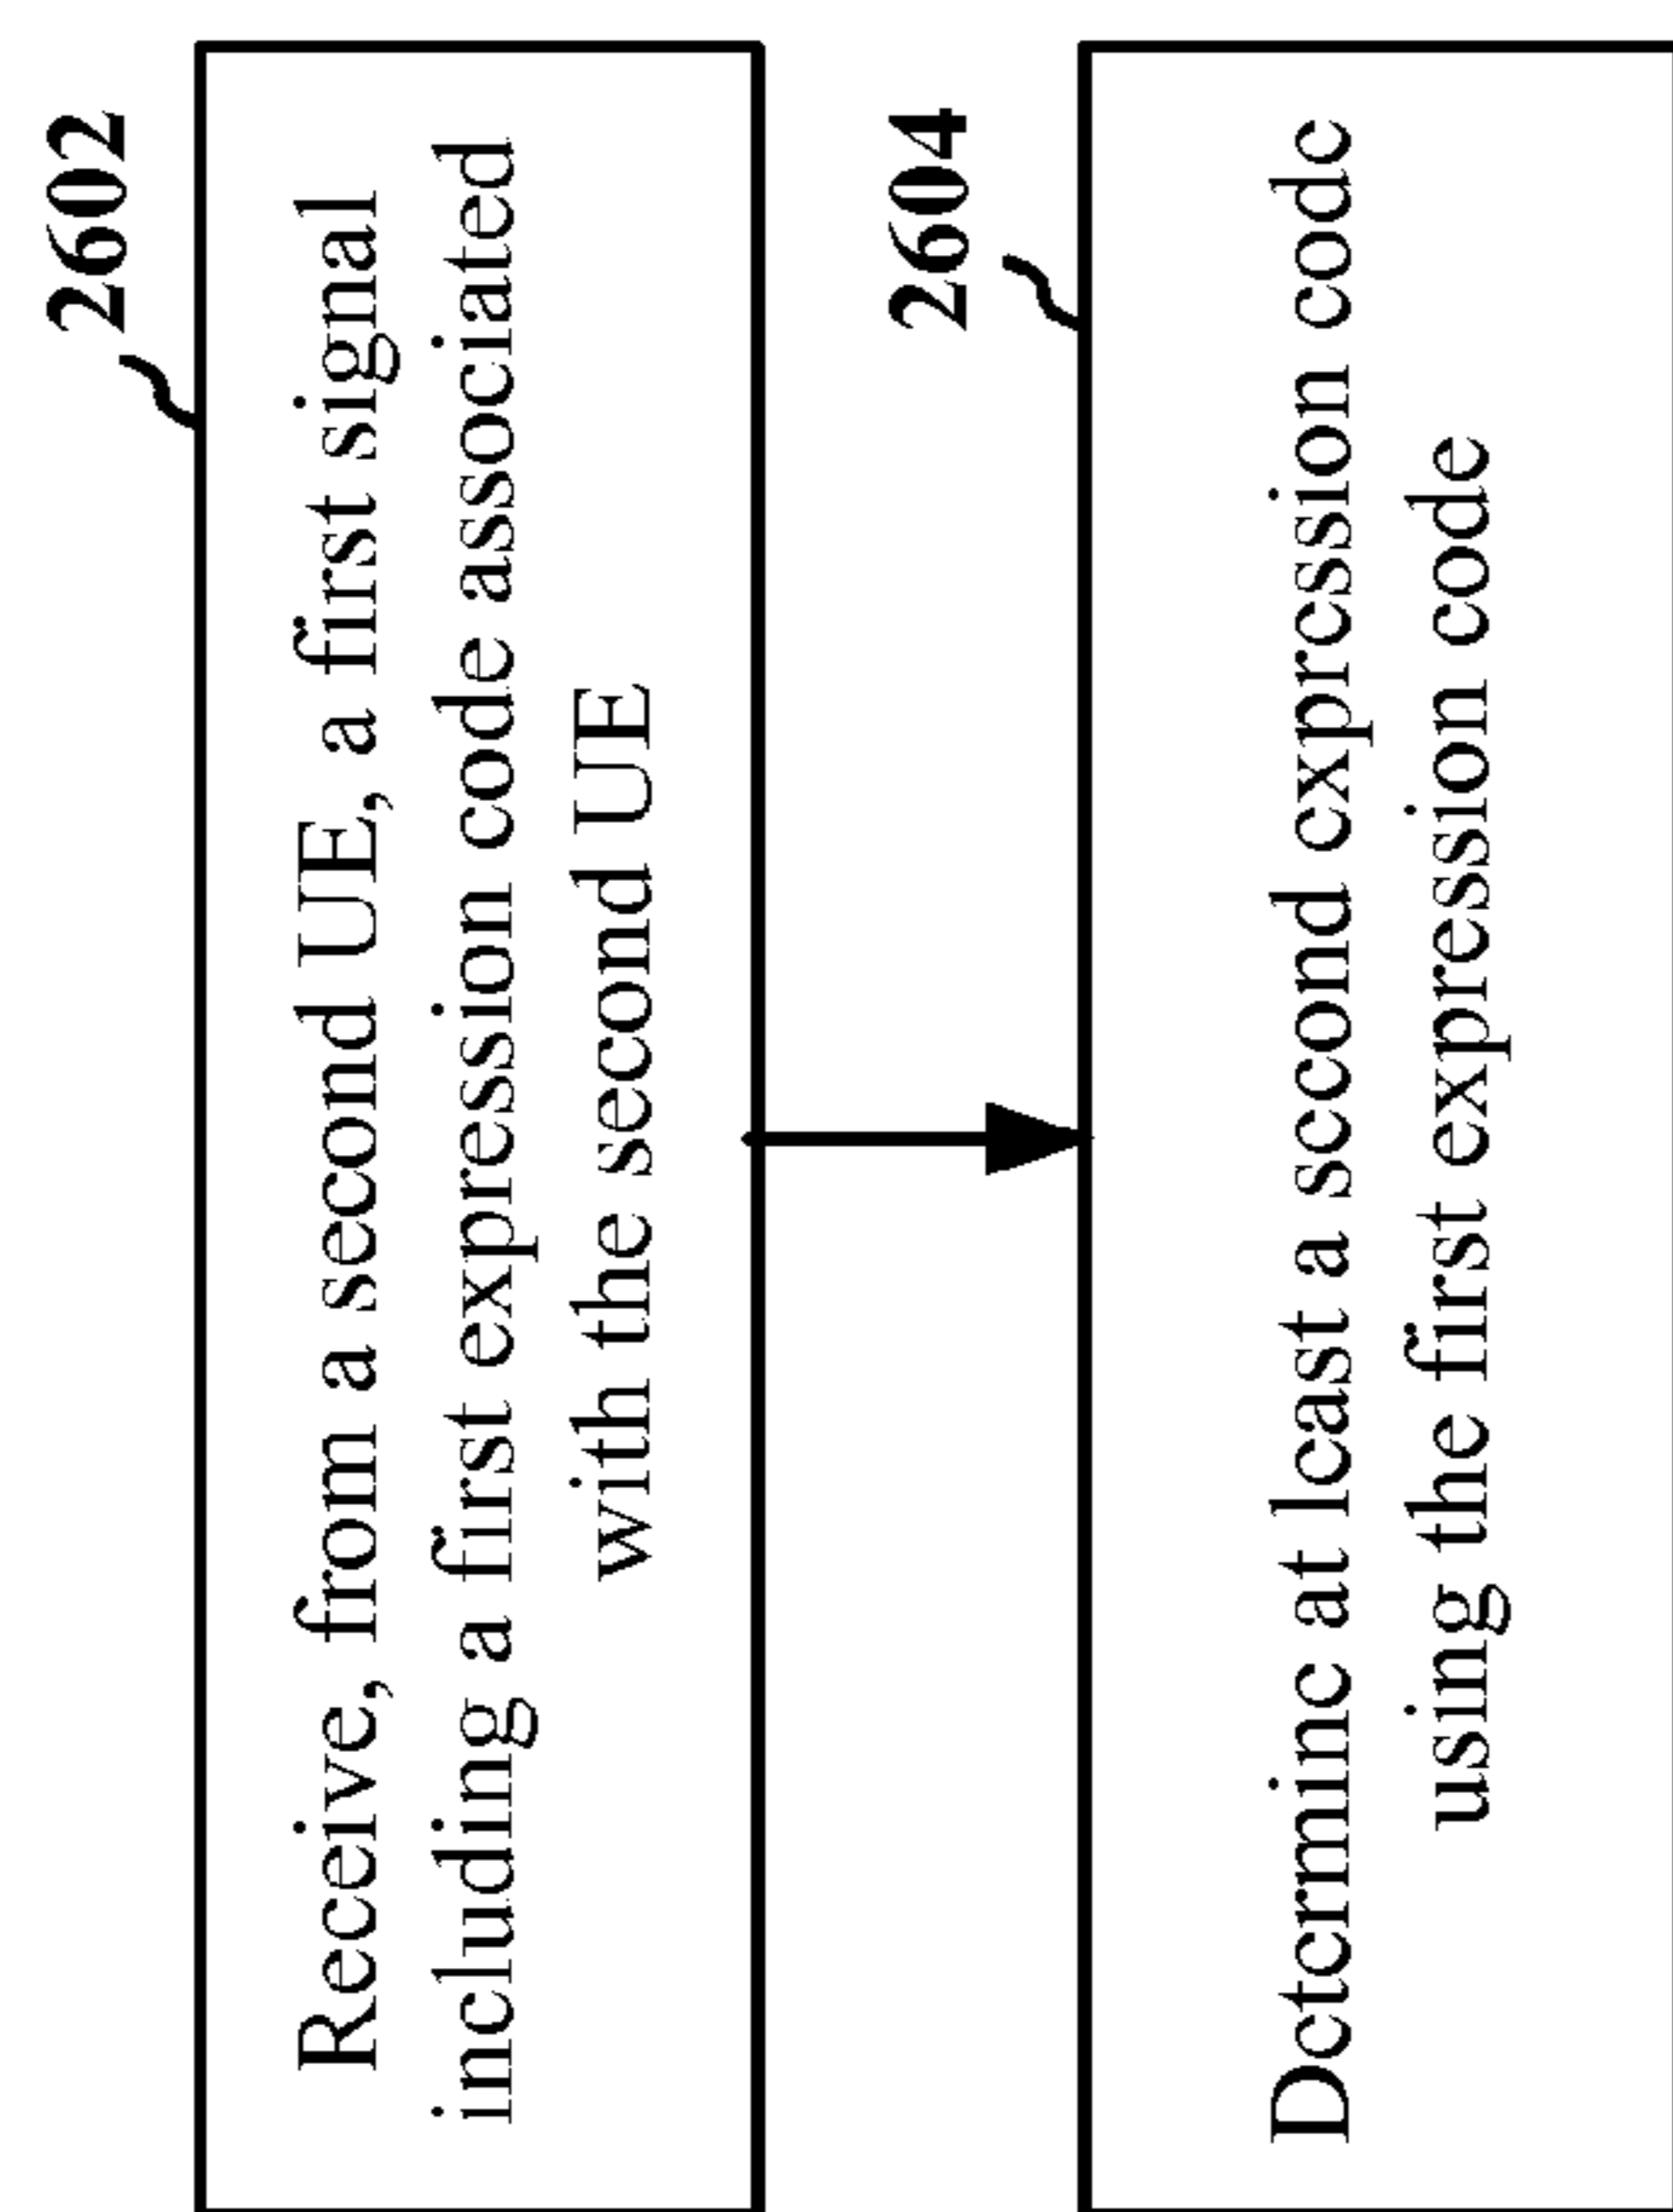 2602
Receive, from a second UE, a first signal
including a first expression code associated
with the second UE
2604
Determine at least a second expression code
using the first expression code